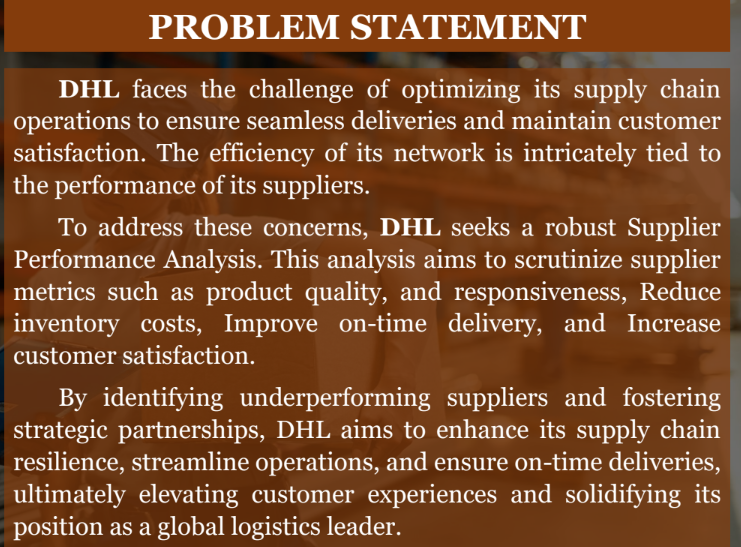 PROBLEM STATEMENT
DHL faces the challenge of optimizing its supply chain
operations to ensure seamless deliveries and maintain customer
satisfaction. The efficiency of its network is intricately tied to
the performance of its suppliers.
To address these concerns, DHL seeks a robust Supplier
Performance Analysis. This analysis aims to scrutinize supplier
metrics such as product quality, and responsiveness, Reduce
inventory costs, Improve on-time delivery, and Increase
customer satisfaction.
By identifying underperforming suppliers and fostering
strategic partnerships, DHL aims to enhance its supply chain
resilience, streamline operations, and ensure on-time deliveries,
ultimately elevating customer experiences and solidifying its
position as a global logistics leader.